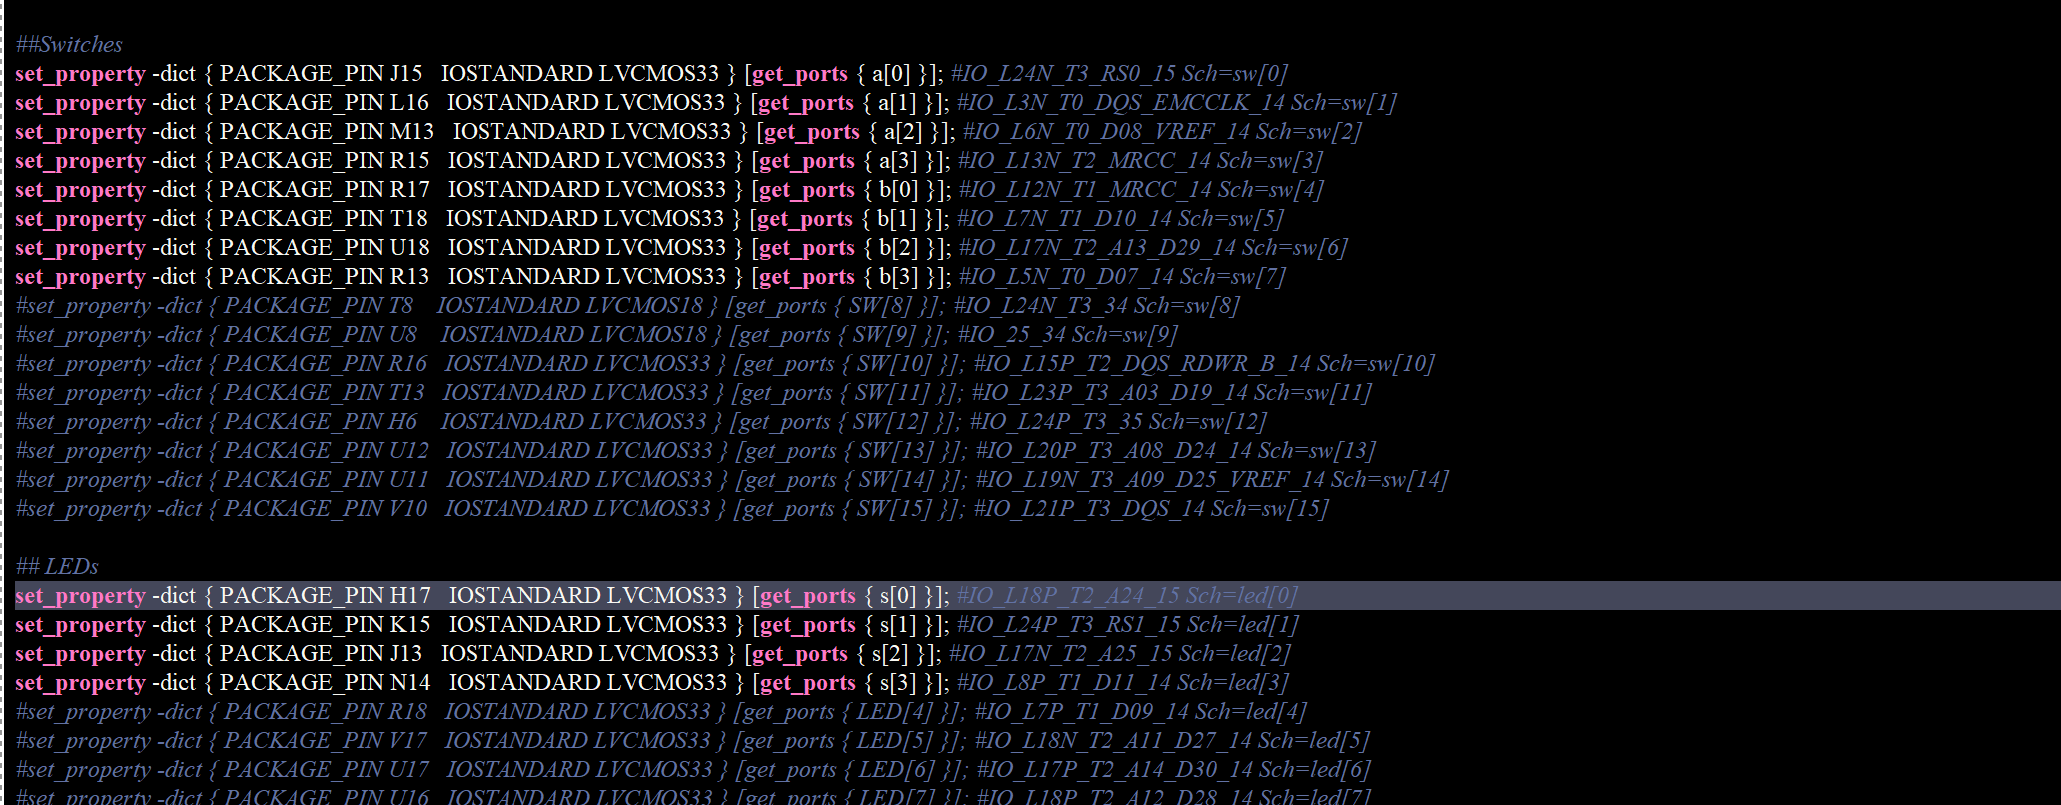 ##Switches
set_property -dict { PACKAGE_PIN J15   IOSTANDARD LVCMOS33 } [get_ports { a[0] }]; #IO_L24N_T3_RS0_15 Sch=sw[0]
set_property -dict { PACKAGE_PIN L16   IOSTANDARD LVCMOS33 } [get_ports { a[1] }]; #IO_L3N_T0_DQS_EMCCLK_14 Sch=sw[1]
set_property -dict { PACKAGE_PIN M13   IOSTANDARD LVCMOS33 } [get_ports { a[2] }]; #IO_L6N_T0_D08_VREF_14 Sch=sw[2]
set_property -dict { PACKAGE_PIN R15   IOSTANDARD LVCMOS33 } [get_ports { a[3] }]; #IO_L13N_T2_MRCC_14 Sch=sw[3]
set_property -dict { PACKAGE_PIN R17   IOSTANDARD LVCMOS33 } [get_ports { b[0] }]; #IO_L12N_T1_MRCC_14 Sch=sw[4]
set_property -dict { PACKAGE_PIN T18   IOSTANDARD LVCMOS33 } [get_ports { b[1] }]; #IO_L7N_T1_D10_14 Sch=sw[5]
set_property -dict { PACKAGE_PIN U18   IOSTANDARD LVCMOS33 } [get_ports { b[2] }]; #IO_L17N_T2_A13_D29_14 Sch=sw[6]
set_property -dict { PACKAGE_PIN R13   IOSTANDARD LVCMOS33 } [get_ports { b[3] }]; #IO_L5N_T0_D07_14 Sch=sw[7]
#set_property -dict { PACKAGE_PIN T8    IOSTANDARD LVCMOS18 } [get_ports { SW[8] }]; #IO_L24N_T3_34 Sch=sw[8]
#set_property -dict { PACKAGE_PIN U8    IOSTANDARD LVCMOS18 } [get_ports { SW[9] }]; #IO_25_34 Sch=sw[9]
#set_property -dict { PACKAGE_PIN R16   IOSTANDARD LVCMOS33 } [get_ports { SW[10] }]; #IO_L15P_T2_DQS_RDWR_B_14 Sch=sw[10]
#set_property -dict { PACKAGE_PIN T13   IOSTANDARD LVCMOS33 } [get_ports { SW[11] }]; #IO_L23P_T3_A03_D19_14 Sch=sw[11]
#set_property -dict { PACKAGE_PIN H6    IOSTANDARD LVCMOS33 } [get_ports { SW[12] }]; #IO_L24P_T3_35 Sch=sw[12]
#set_property -dict { PACKAGE_PIN U12   IOSTANDARD LVCMOS33 } [get_ports { SW[13] }]; #IO_L20P_T3_A08_D24_14 Sch=sw[13]
#set_property -dict { PACKAGE_PIN U11   IOSTANDARD LVCMOS33 } [get_ports { SW[14] }]; #IO_L19N_T3_A09_D25_VREF_14 Sch=sw[14]
#set_property -dict { PACKAGE_PIN V10   IOSTANDARD LVCMOS33 } [get_ports { SW[15] }]; #IO_L21P_T3_DQS_14 Sch=sw[15]
## LEDs
set_property -dict { PACKAGE_PIN H17   IOSTANDARD LVCMOS33 } [get_ports { s[0] }]; #IO_L18P_T2_A24_15 Sch=led[0]
set_property -dict { PACKAGE_PIN K15   IOSTANDARD LVCMOS33 } [get_ports { s[1] }]; #IO_L24P_T3_RS1_15 Sch=led[1]
set_property -dict { PACKAGE_PIN J13   IOSTANDARD LVCMOS33 } [get_ports { s[2] }]; #IO_L17N_T2_A25_15 Sch=led[2]
set_property -dict { PACKAGE_PIN N14   IOSTANDARD LVCMOS33 } [get_ports { s[3] }]; #IO_L8P_T1_D11_14 Sch=led[3]
#set_property -dict { PACKAGE_PIN R18   IOSTANDARD LVCMOS33 } [get_ports { LED[4] }]; #IO_L7P_T1_D09_14 Sch=led[4]
#set_property -dict { PACKAGE_PIN V17   IOSTANDARD LVCMOS33 } [get_ports { LED[5] }]; #IO_L18N_T2_A11_D27_14 Sch=led[5]
#set_property -dict { PACKAGE_PIN U17   IOSTANDARD LVCMOS33 } [get_ports { LED[6] }]; #IO_L17P_T2_A14_D30_14 Sch=led[6]
#set_property -dict { PACKAGE_PIN U16   IOSTANDARD LVCMOS33 } [get_ports { LED[7] }]; #IO_L18P_T2_A12_D28_14 Sch=led[7]